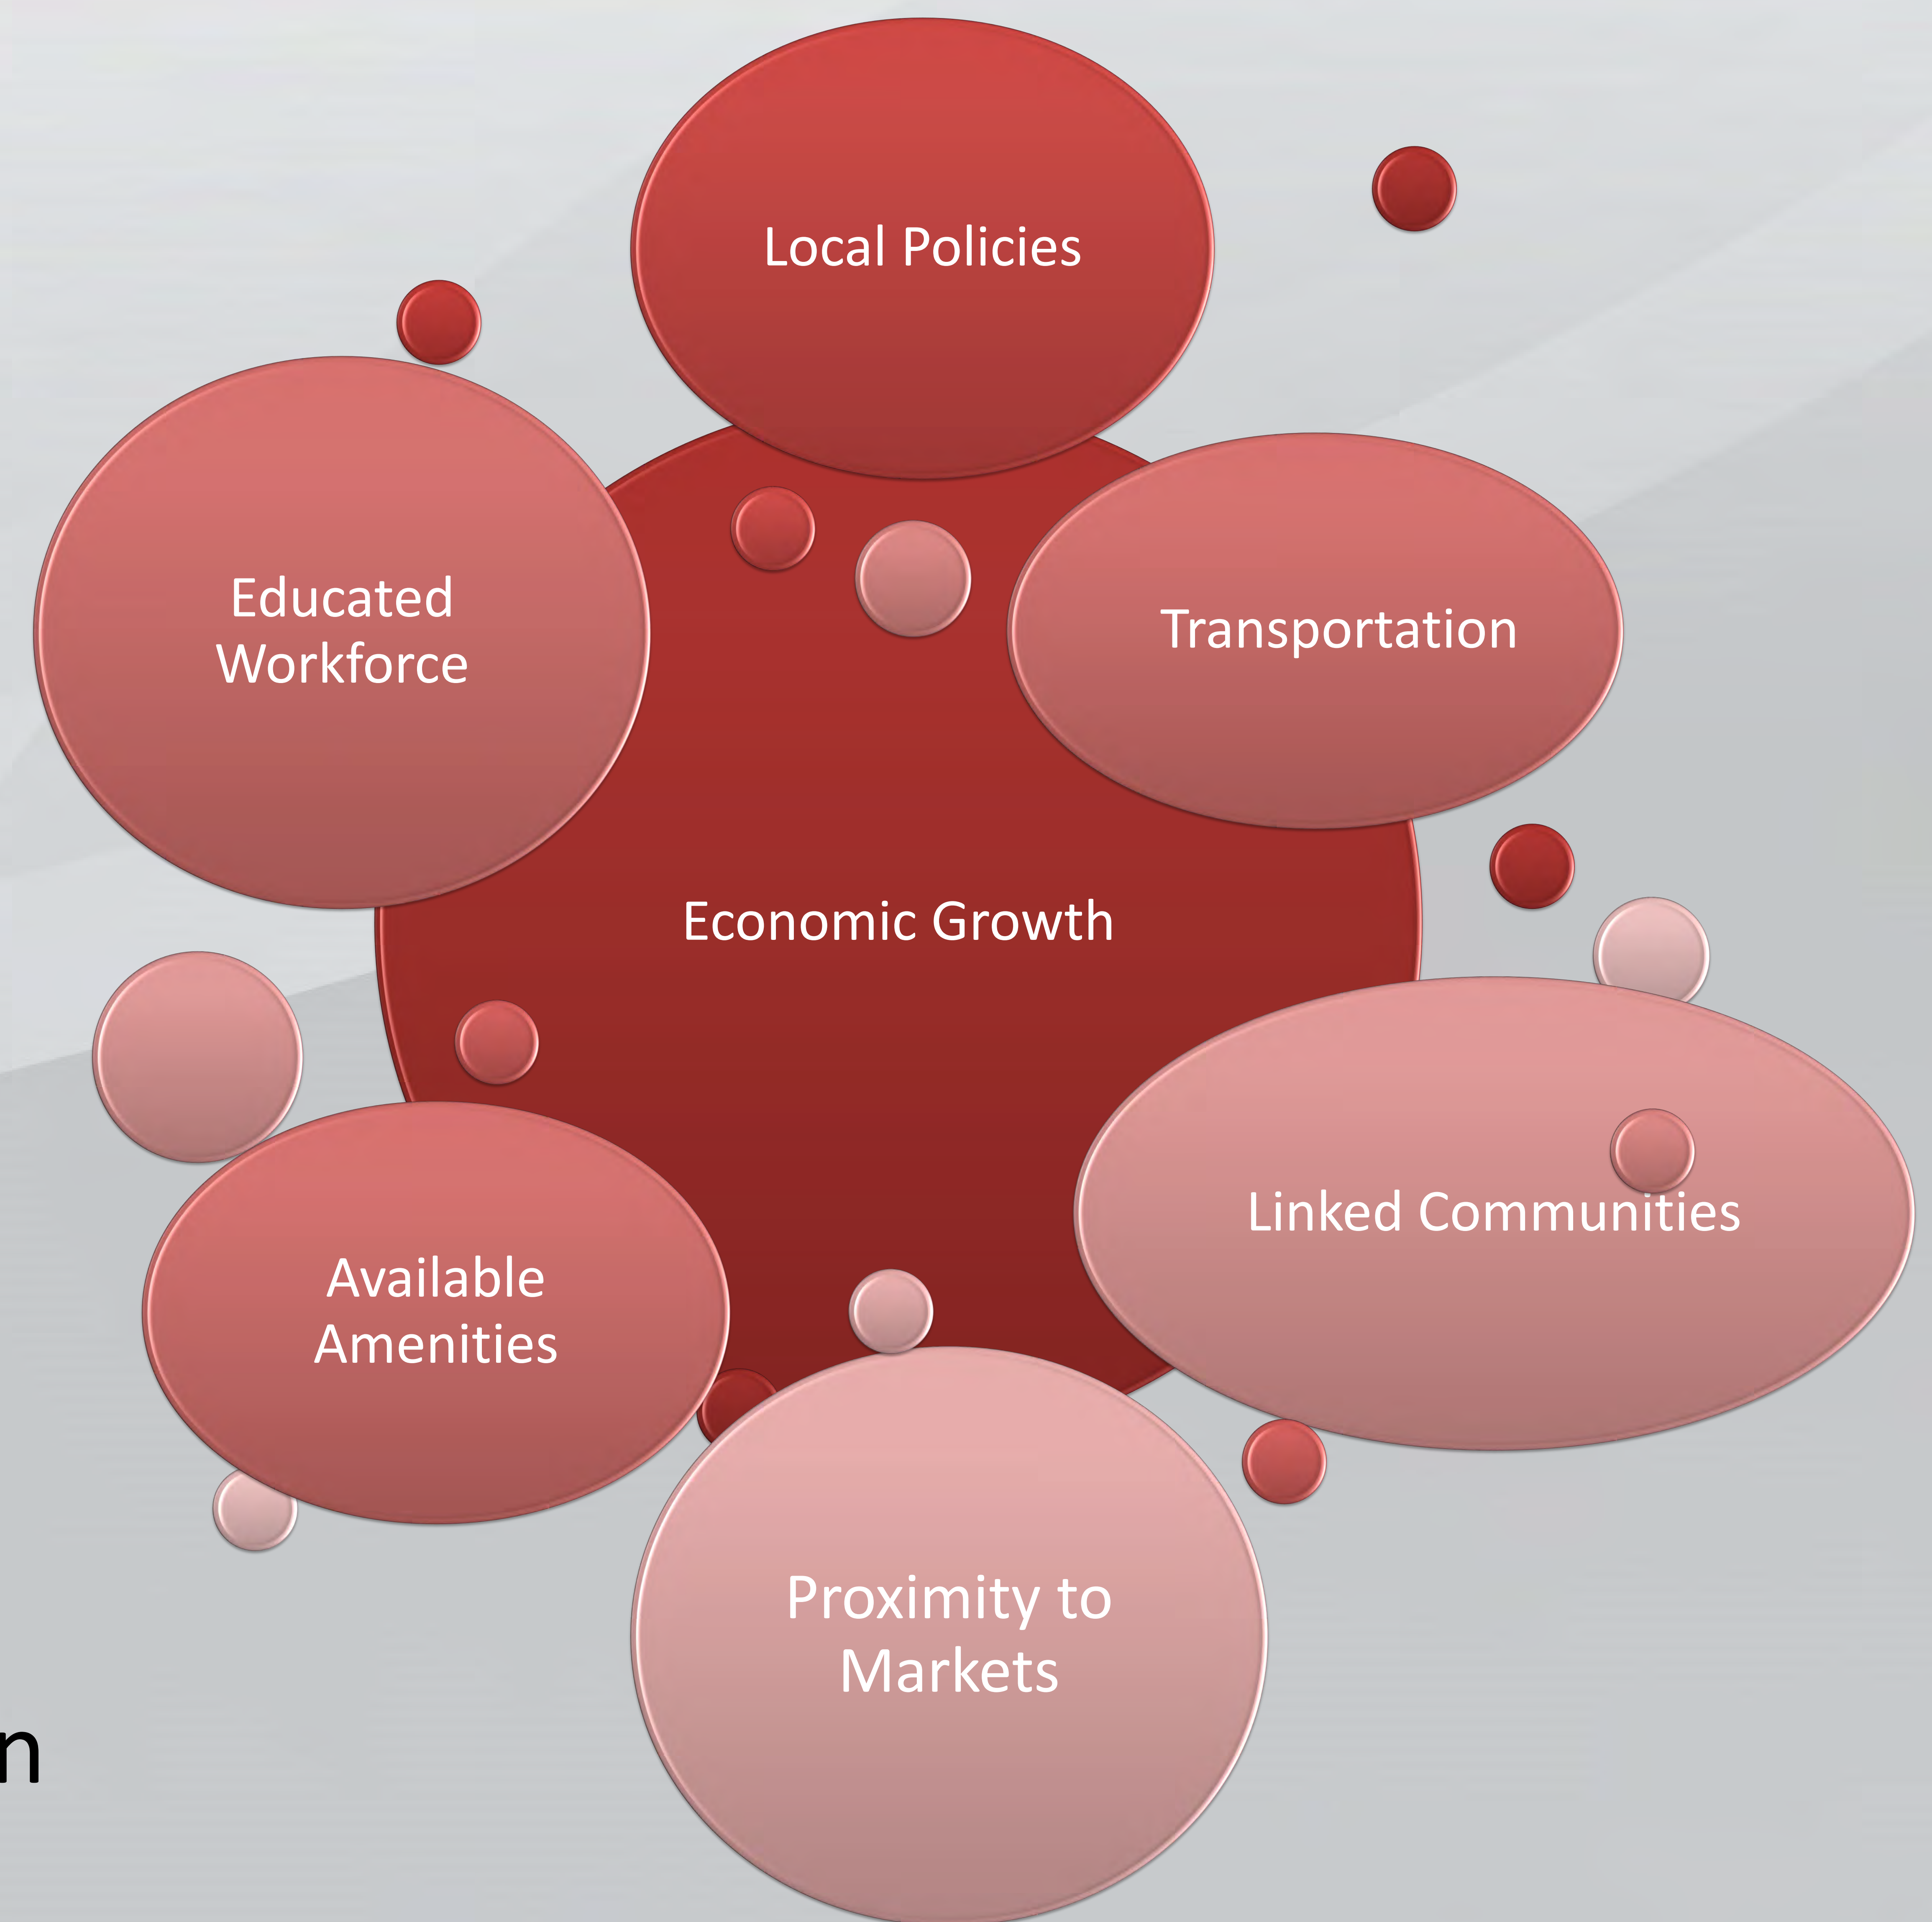 Local Policies
Educated
Workforce
Transportation
Economic Growth
Linked Communities
Available
Amenities
Proximity to
Markets
n